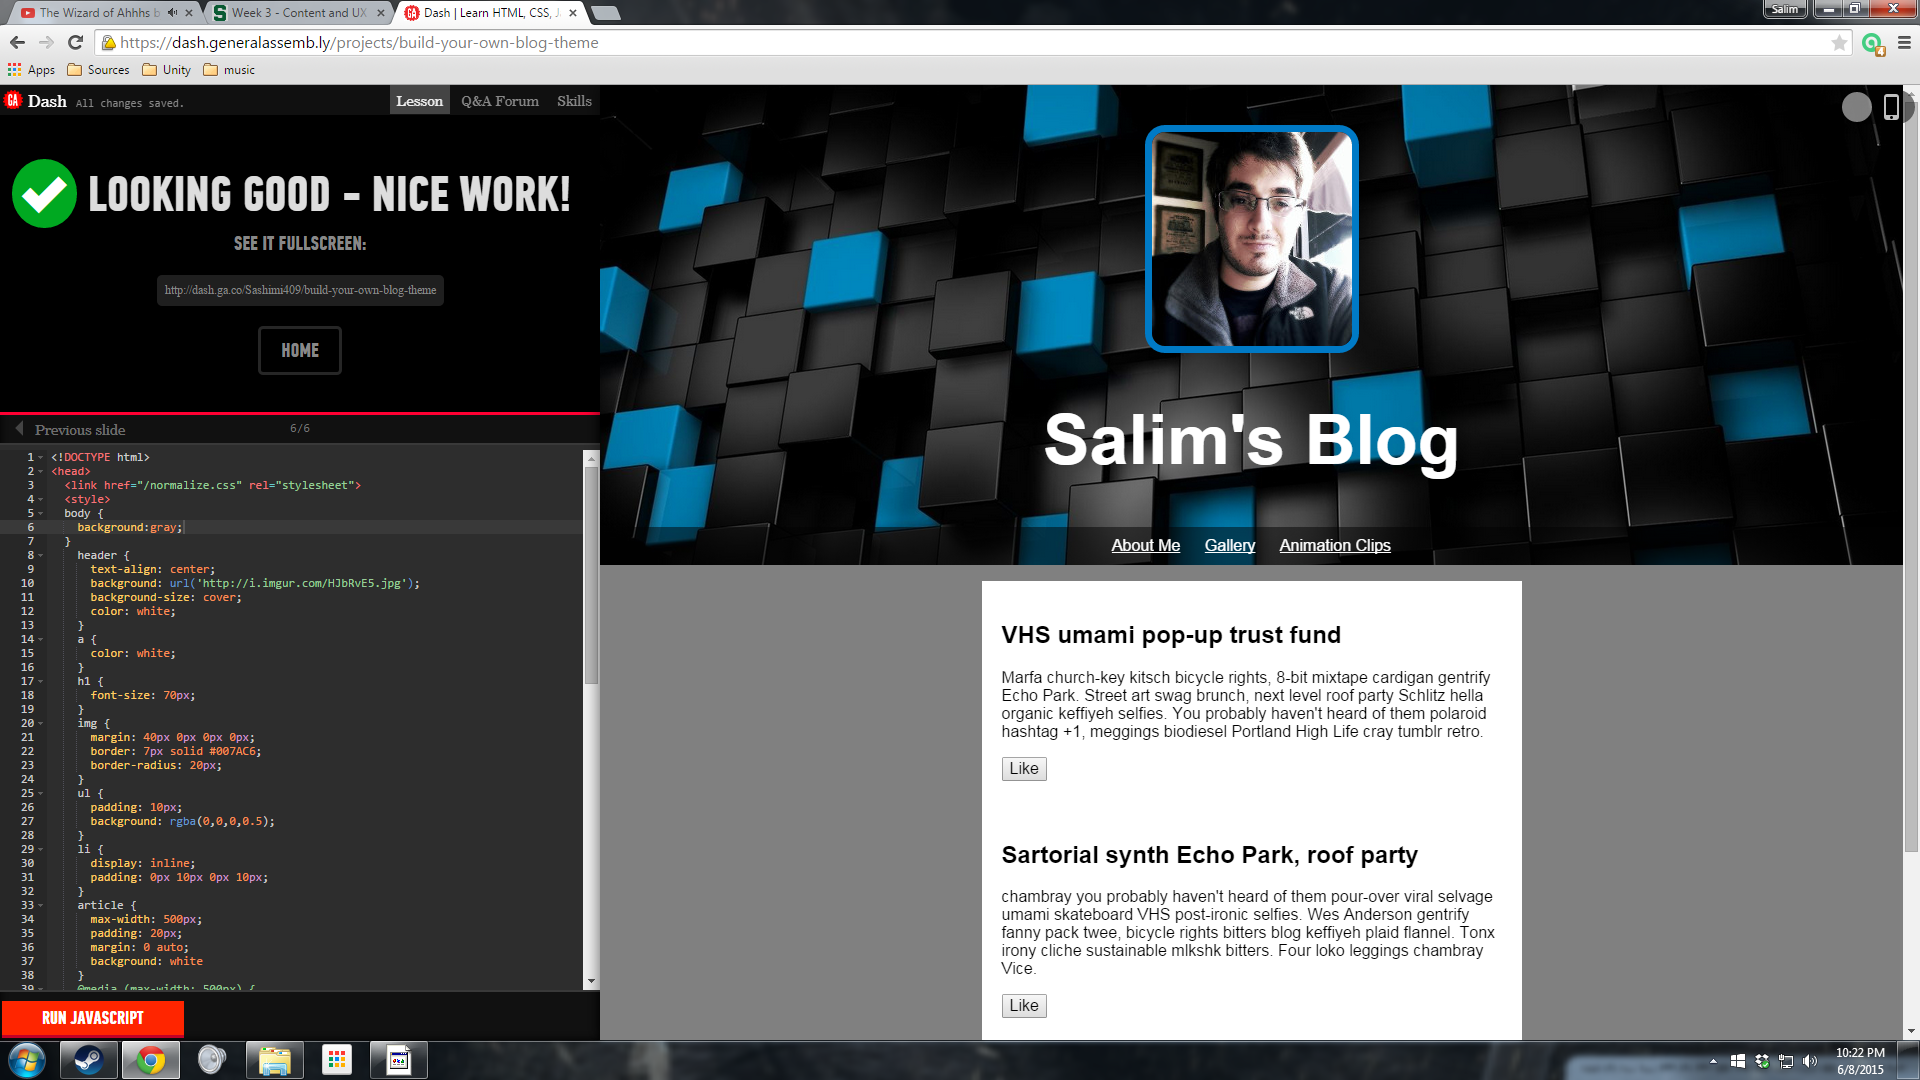 The Wizard of Ahhhs b
Week 3 - Content and UX
Dash | Learn HTML, CSS, J
Salim
https://dash.generalassemb.ly/projects/build-your-own-blog-theme
4
Apps
Sources
Unity
music
GA
Dash
All changes saved.
Lesson
Q&A Forum
Skills
LOOKING GOOD - NICE WORK!
SEE IT FULLSCREEN:
http://dash.ga.co/Sashimi409/build-your-own-blog-theme
HOME
Previous slide
6/6
1 <!DOCTYPE html>
2 <head>
3 <link href="/normalize.css" rel="stylesheet">
4 <style>
5 body {
6 background:gray;
7 }
8 header {
9 text-align: center;
10 background: url('http://i.imgur.com/HJbRvE5.jpg');
11 background-size: cover;
12 color: white;
13 }
14 a {
15 color: white;
16 }
17 h1 {
18 font-size: 70px;
19 }
20 img {
21 margin: 40px 0px 0px 0px;
22 border: 7px solid #007AC6;
23 border-radius: 20px;
24 }
25 ul {
26 padding: 10px;
27 background: rgba(0,0,0,0.5);
28 }
29 li {
30 display: inline;
31 padding: 0px 10px 0px 10px;
32 }
33 article {
34 max-width: 500px;
35 padding: 20px;
36 margin: 0 auto;
37 background: white
38 }
39 @media (max-width: 500px) {
RUN JAVASCRIPT
Salim's Blog
About Me
Gallery
Animation Clips
VHS umami pop-up trust fund
Marfa church-key kitsch bicycle rights, 8-bit mixtape cardigan gentrify
Echo Park. Street art swag brunch, next level roof party Schlitz hella
organic keffiyeh selfies. You probably haven't heard of them polaroid
hashtag +1, meggings biodiesel Portland High Life cray tumblr retro.
Like
Sartorial synth Echo Park, roof party
chambray you probably haven't heard of them pour-over viral selvage
umami skateboard VHS post-ironic selfies. Wes Anderson gentrify
fanny pack twee, bicycle rights bitters blog keffiyeh plaid flannel. Tonx
irony cliche sustainable mlkshk bitters. Four loko leggings chambray
Vice.
Like
10:22 PM
6/8/2015